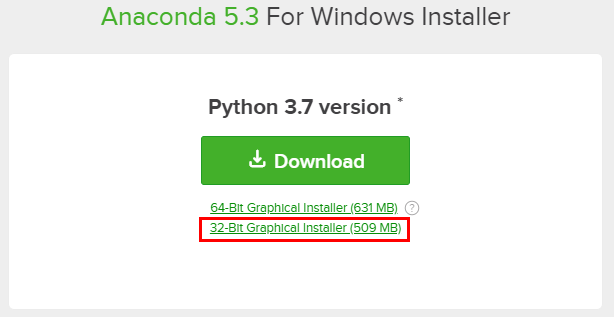 Anaconda 5.3 For Windows Installer
Python 3.7 version *
Download
64-Bit Graphical Installer (631 MB) ?
32-Bit Graphical Installer (509 MB)